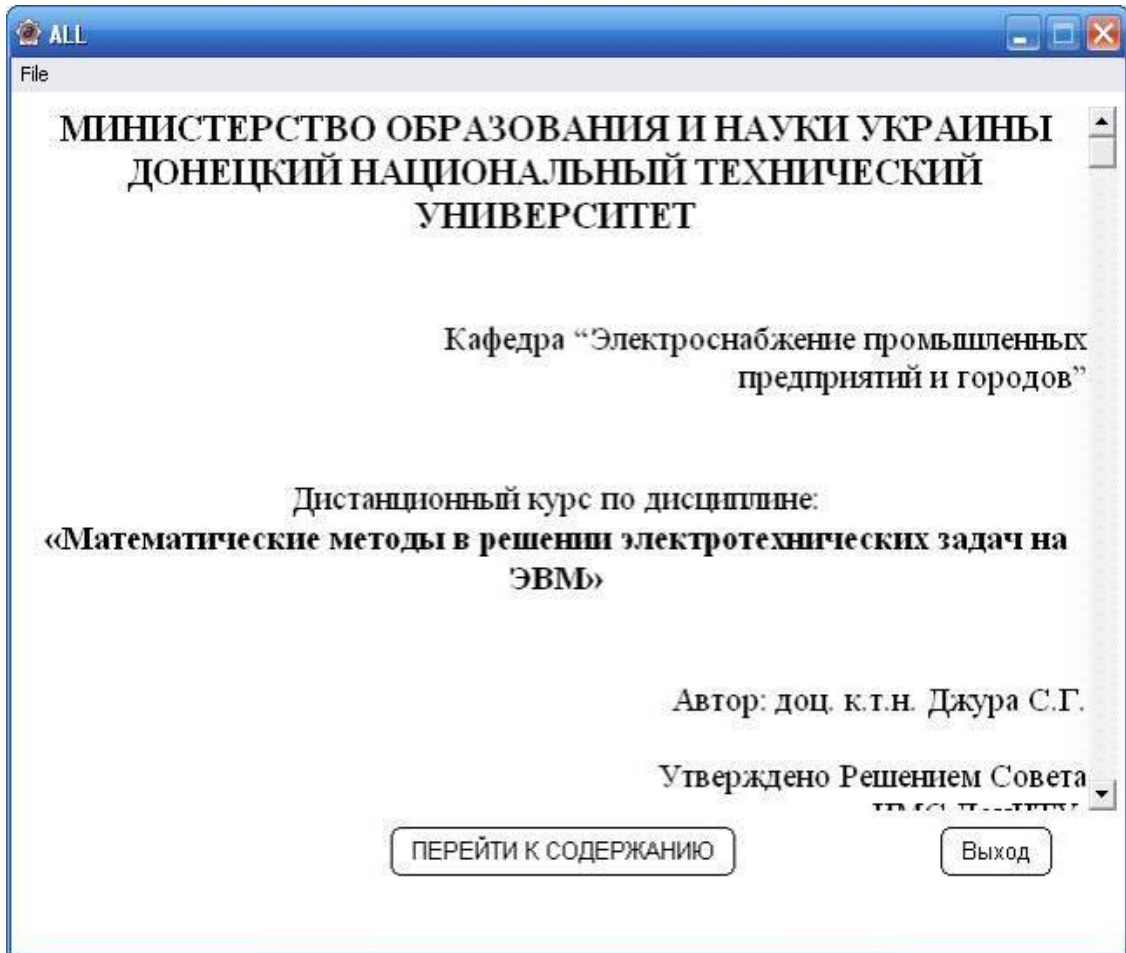 ALL
File
МИНИСТЕРСТВО ОБРАЗОВАНИЯ И НАУКИ УКРАИНЫ
ДОНЕЦКИЙ НАЦИОНАЛЬНЫЙ ТЕХНИЧЕСКИЙ
УНИВЕРСИТЕТ
Кафедра “Электроснабжение промышленных
предприятий и городов”
Дистанционный курс по дисциплине:
«Математические методы в решении электротехнических задач на
ЭВМ»
Автор: доц. к.т.н. Джура С.Г.
Утверждено Решением Совета
ПЕРЕЙТИ К СОДЕРЖАНИЮ
Выход